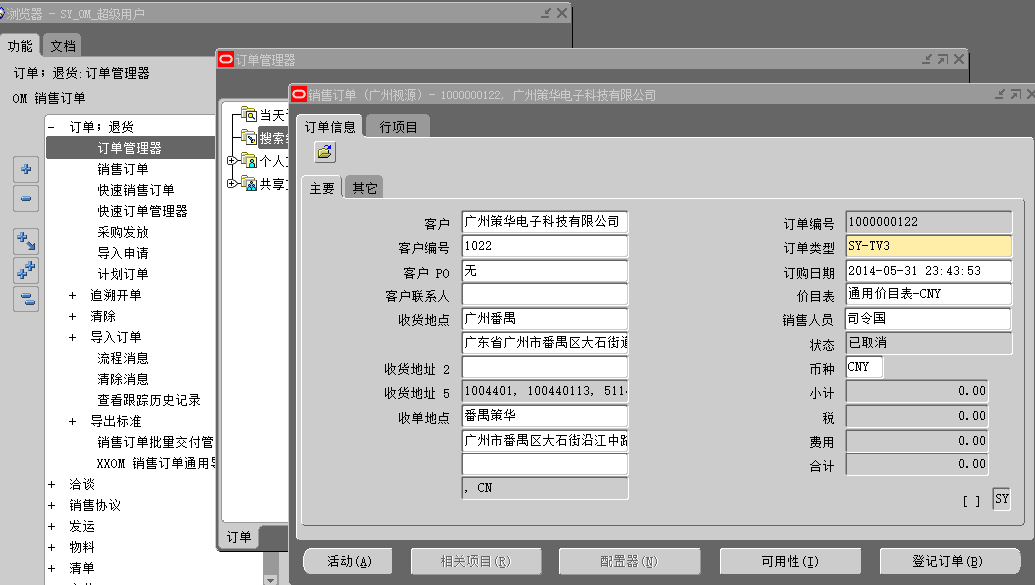 浏览器 - SY_OM_超级用户
功能 文档
订单; 退货:订单管理器
OM 销售订单
- 订单; 退货
订单管理器
销售订单
快速销售订单
快速订单管理器
采购发放
导入申请
计划订单
+ 追溯开单
+ 清除
+ 导入订单
流程消息
清除消息
查看跟踪历史记录
+ 导出标准
销售订单批量交付管
XXOM 销售订单通用导
+ 洽谈
+ 销售协议
+ 发运
+ 物料
+ 清单
订单管理器
当天
搜索
个人
共享
订单
销售订单 (广州视源) - 1000000122, 广州策华电子科技有限公司
订单信息 行项目
主要 其它
客户 广州策华电子科技有限公司
客户编号 1022
客户 PO 无
客户联系人
收货地点 广州番禺
广东省广州市番禺区大石街道
收货地址 2
收货地址 5 1004401, 100440113, 5114
收单地点 番禺策华
广州市番禺区大石街沿江中路
, CN
订单编号 1000000122
订单类型 SY-TV3
订购日期 2014-05-31 23:43:53
价目表 通用价目表-CNY
销售人员 司令国
状态 已取消
币种 CNY
小计 0.00
税 0.00
费用 0.00
合计 0.00
[ ] SY
活动(A) 相关项目(R) 配置器(N) 可用性(I) 登记订单(B)